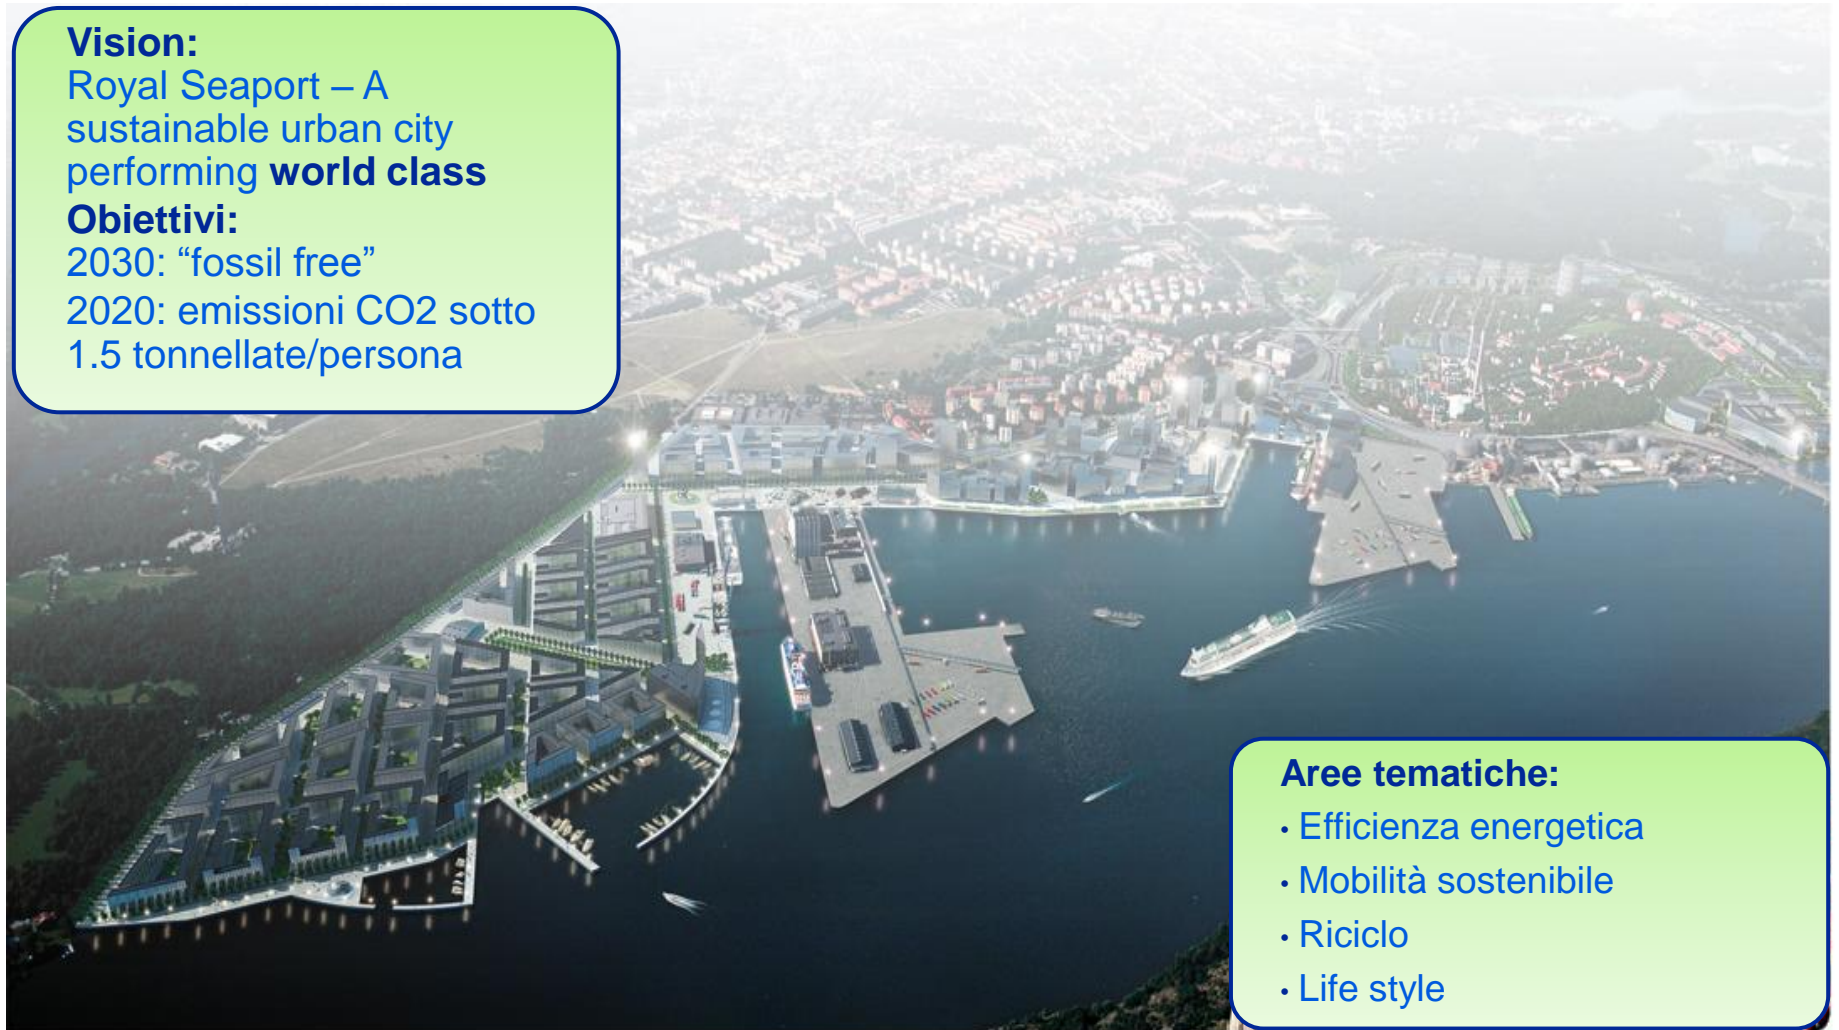 Vision:
Royal Seaport – A
sustainable urban city
performing world class
Obiettivi:
2030: “fossil free”
2020: emissioni CO2 sotto
1.5 tonnellate/persona
Aree tematiche:
• Efficienza energetica
• Mobilità sostenibile
• Riciclo
• Life style